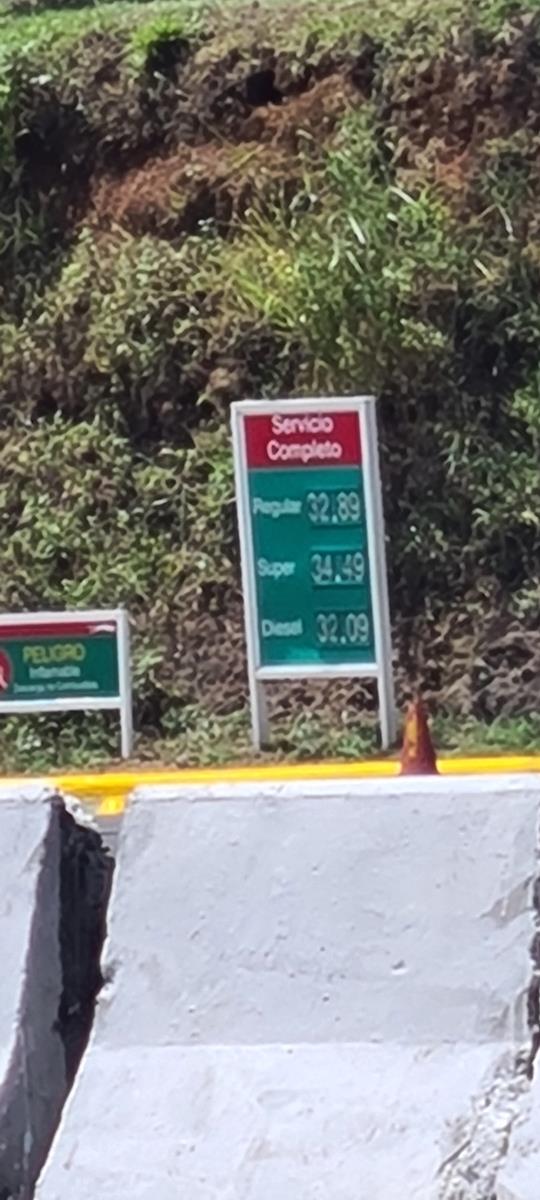 Servicio
Completo
Regular 32.89
Super 34.49
Diesel 32.09
PELIGRO
Inflamable